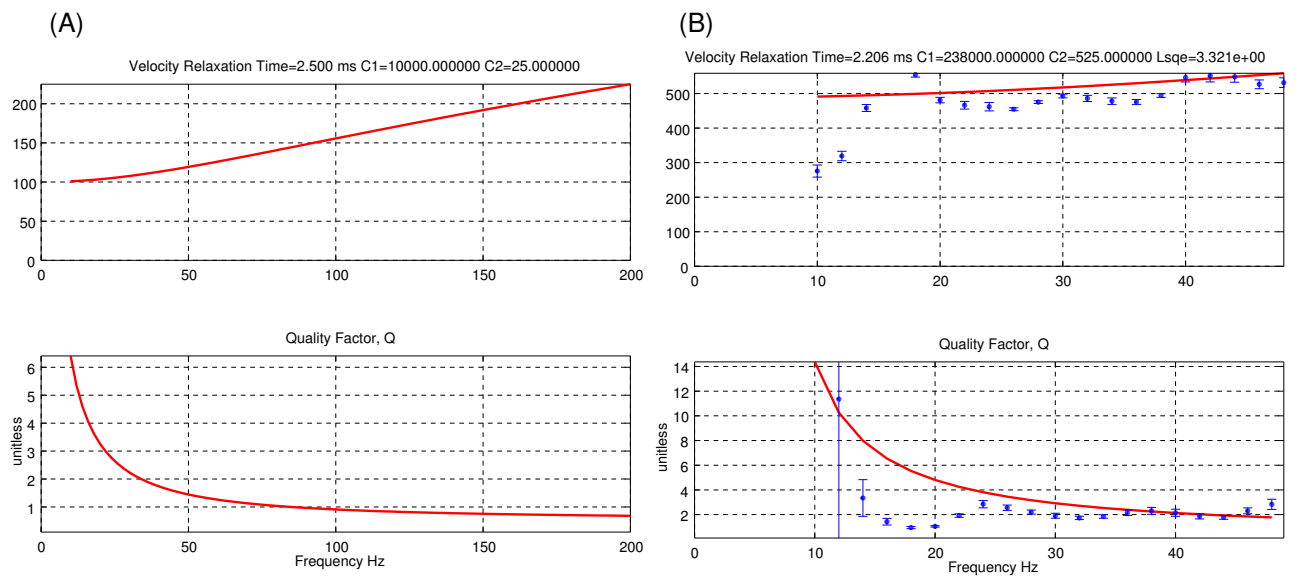 (A)
Velocity Relaxation Time=2.500 ms C1=10000.000000 C2=25.000000
200
150
100
50
0
0 50 100 150 200
Quality Factor, Q
6
5
4
3
2
1
unitless
0 50 100 150 200
Frequency Hz
(B)
Velocity Relaxation Time=2.206 ms C1=238000.000000 C2=525.000000 Lsqe=3.321e+00
500
400
300
200
100
0
0 10 20 30 40
Quality Factor, Q
14
12
10
8
6
4
2
unitless
0 10 20 30 40
Frequency Hz